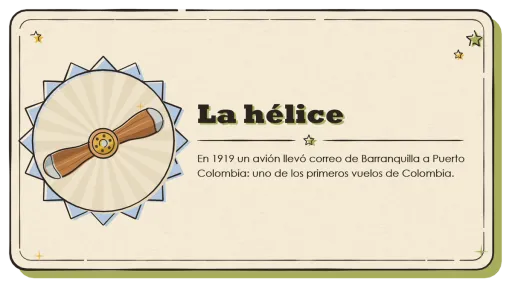 La hélice
En 1919 un avión llevó correo de Barranquilla a Puerto
Colombia: uno de los primeros vuelos de Colombia.